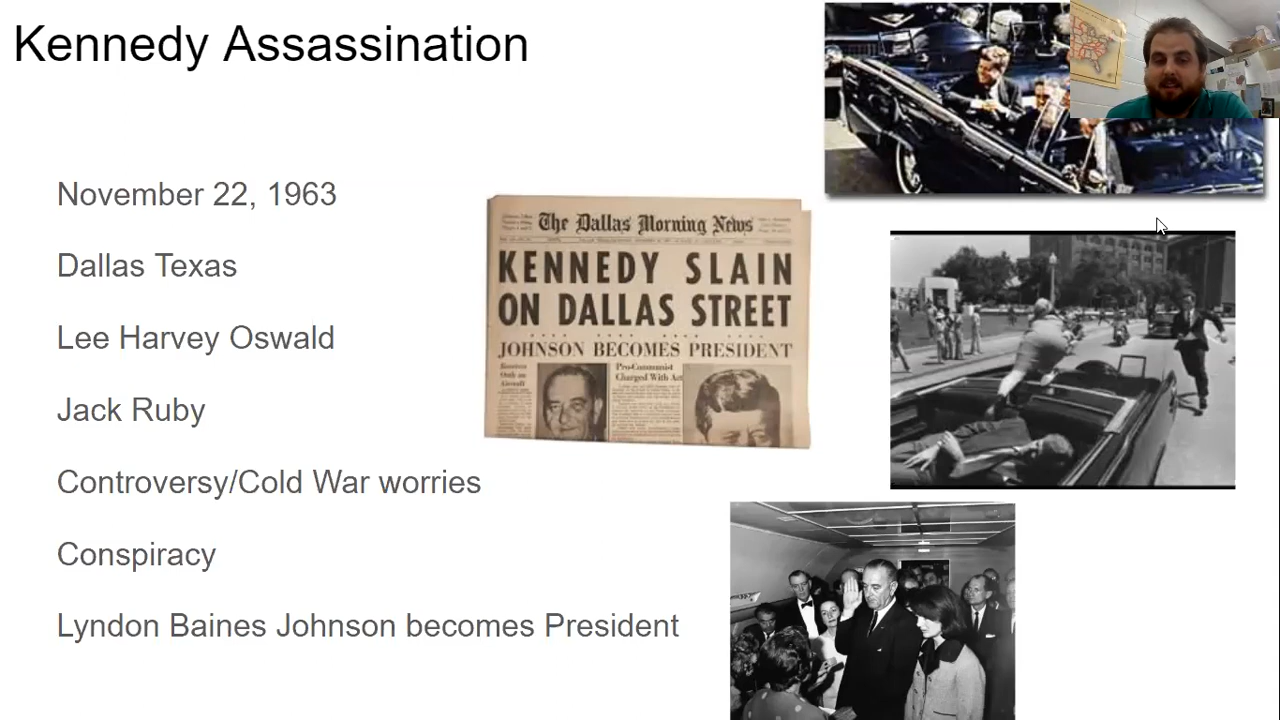 Kennedy Assassination
November 22, 1963
Dallas Texas
Lee Harvey Oswald
Jack Ruby
Controversy/Cold War worries
Conspiracy
Lyndon Baines Johnson becomes President
The Dallas Morning News
KENNEDY SLAIN
ON DALLAS STREET
JOHNSON BECOMES PRESIDENT
Pro-Communist
Charged With Act